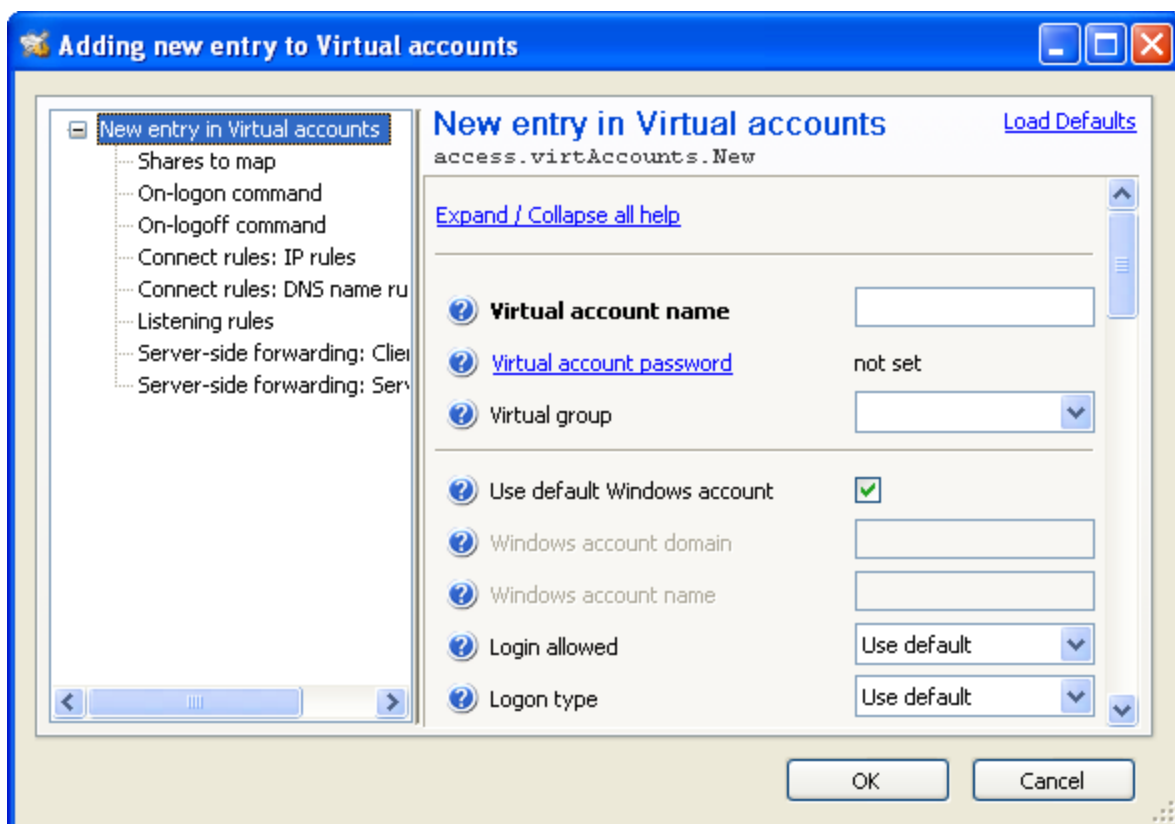 Adding new entry to Virtual accounts
New entry in Virtual accounts
Shares to map
On-logon command
On-logoff command
Connect rules: IP rules
Connect rules: DNS name ru
Listening rules
Server-side forwarding: Clie
Server-side forwarding: Serv
New entry in Virtual accounts
Load Defaults
access.virtAccounts.New
Expand / Collapse all help
Virtual account name
Virtual account password not set
Virtual group
Use default Windows account
Windows account domain
Windows account name
Login allowed Use default
Logon type Use default
OK Cancel